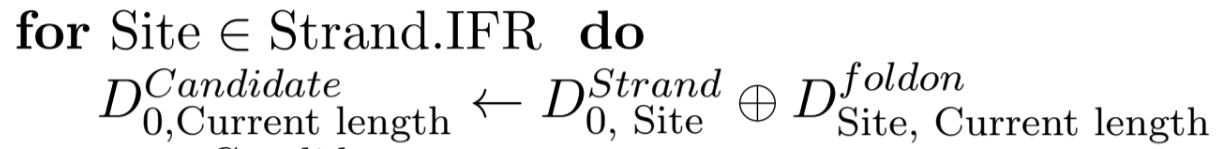 for Site ∈ Strand.IFR do
D^{Candidate}_{0,Current length} ← D^{Strand}_{0, Site} ⊕ D^{foldon}_{Site, Current length}